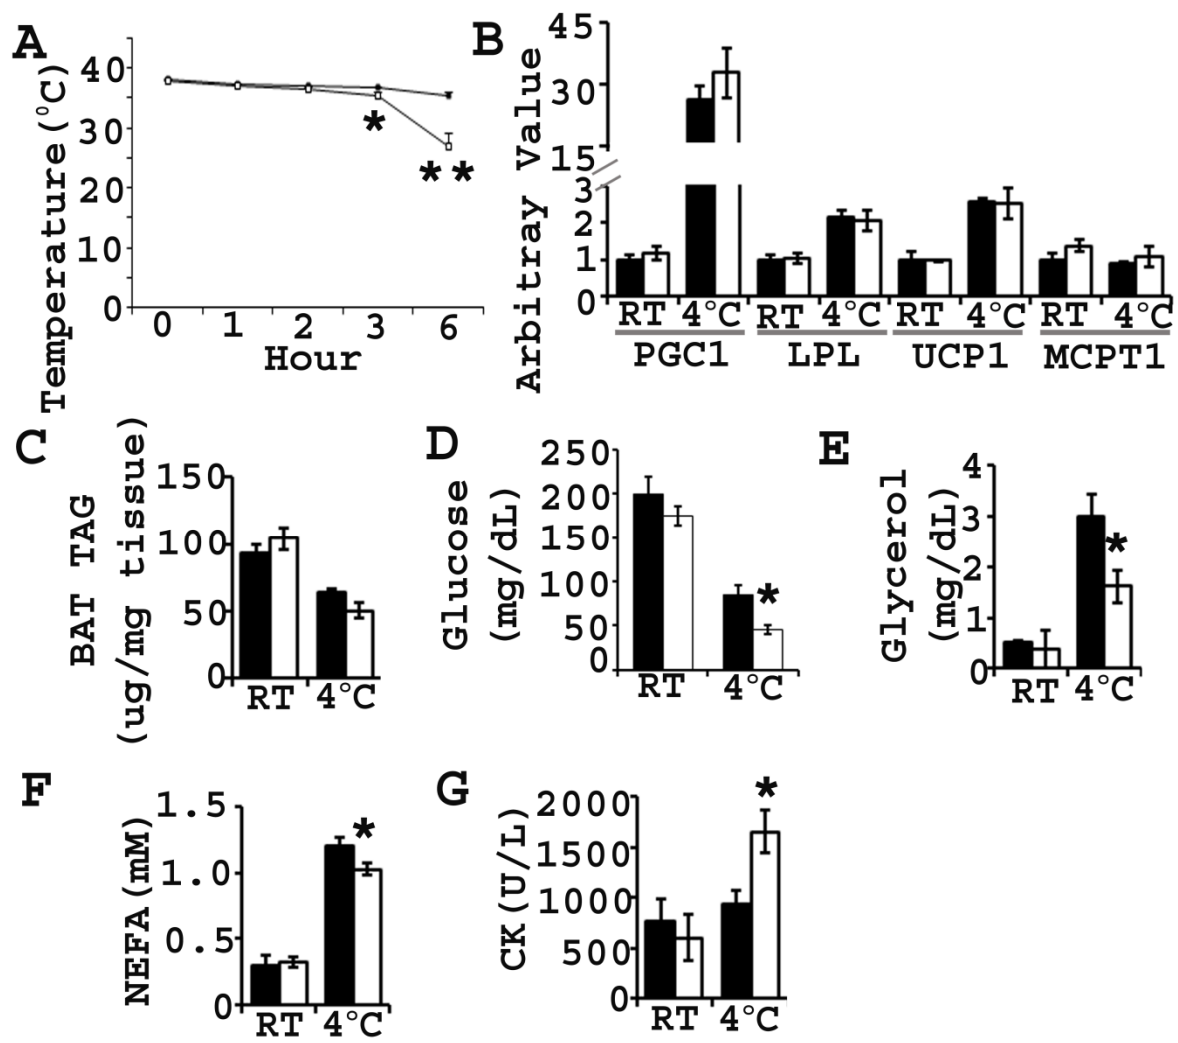 A
Temperature(⁰C)
40
30
20
10
0
*
**
0 1 2 3 6
Hour
B
Arbitray Value
45
30
15
3
2
1
0
RT 4°C RT 4°C RT 4°C RT 4°C
PGC1 LPL UCP1 MCPT1
C
BAT TAG
(ug/mg tissue)
150
100
50
0
RT 4°C
D
Glucose
(mg/dL)
250
200
150
100
50
0
*
RT 4°C
E
Glycerol
(mg/dL)
4
3
2
1
0
*
RT 4°C
F
NEFA(mM)
1.5
1.0
0.5
0
*
RT 4°C
G
CK(U/L)
2000
1500
1000
500
0
*
RT 4°C